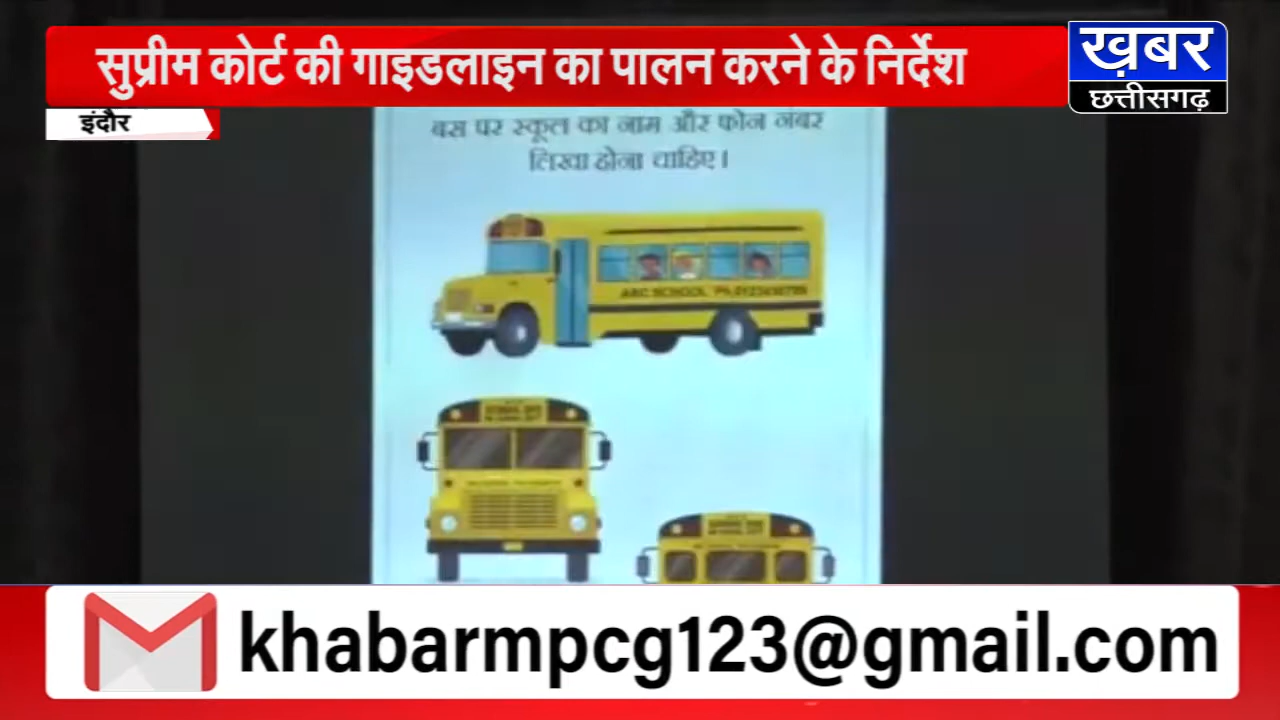 सुप्रीम कोर्ट की गाइडलाइन का पालन करने के निर्देश
ख़बर
छत्तीसगढ़
इंदौर
बस पर स्कूल का नाम और फोन नंबर
लिखा होना चाहिए।
ABC SCHOOL
khabarmpcg123@gmail.com